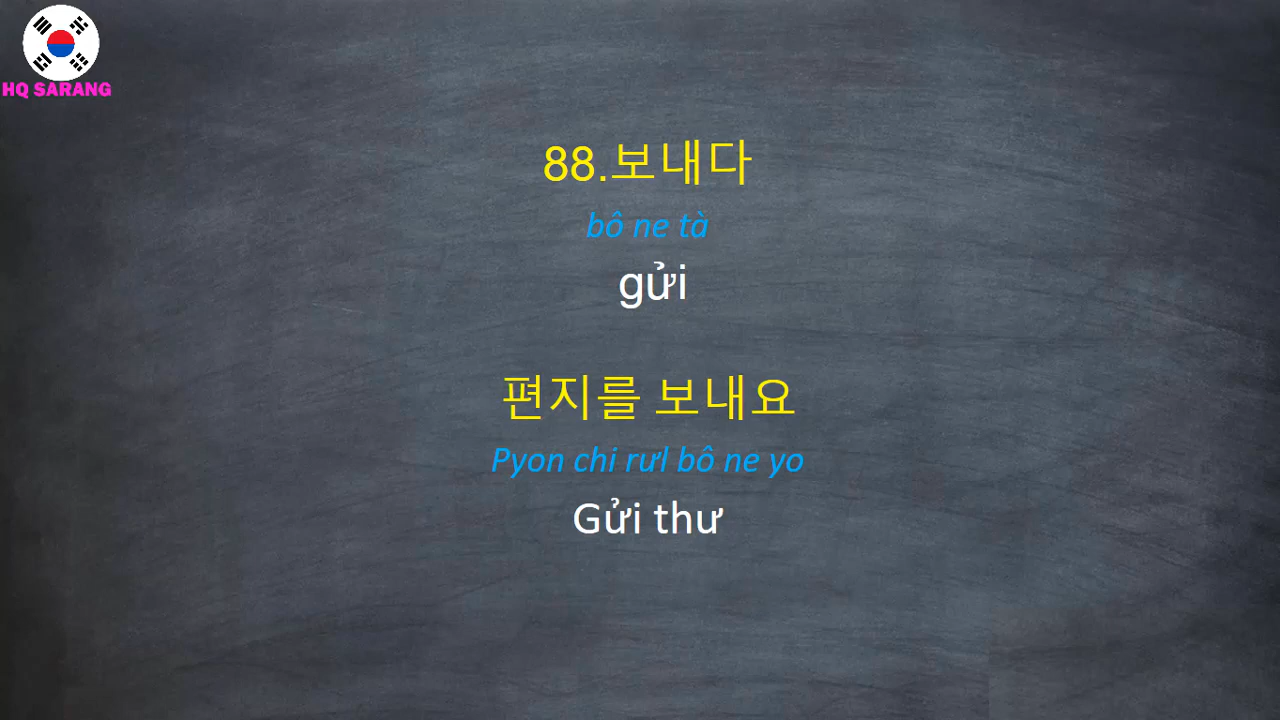 HQ SARANG
88.보내다
bô ne tà
gửi
편지를 보내요
Pyon chi rưl bô ne yo
Gửi thư